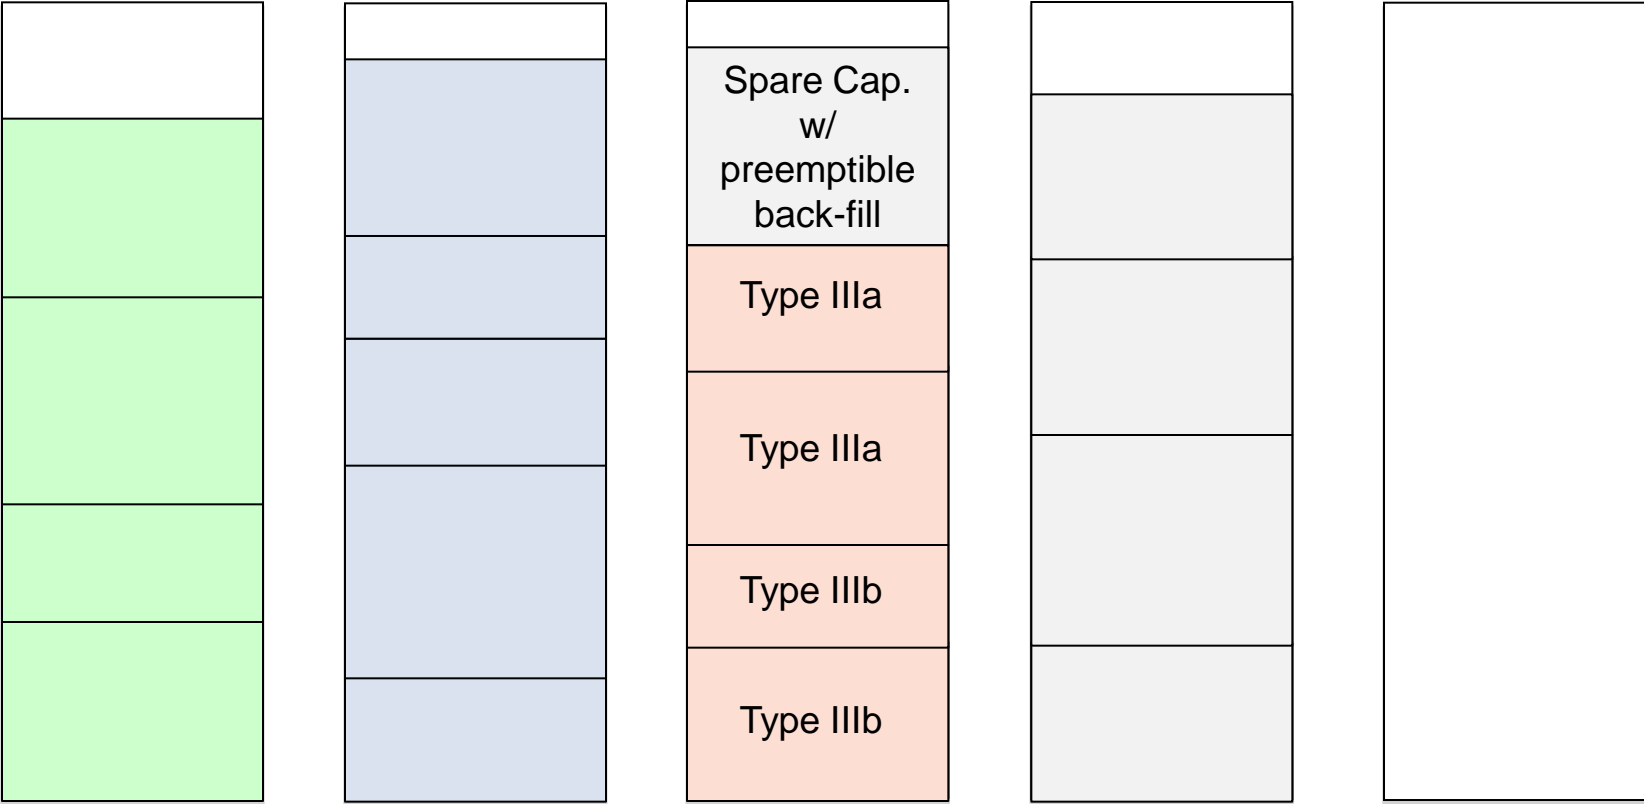 Spare Cap.
w/
preemptible
back-fill
Type IIIa
Type IIIa
Type IIIb
Type IIIb